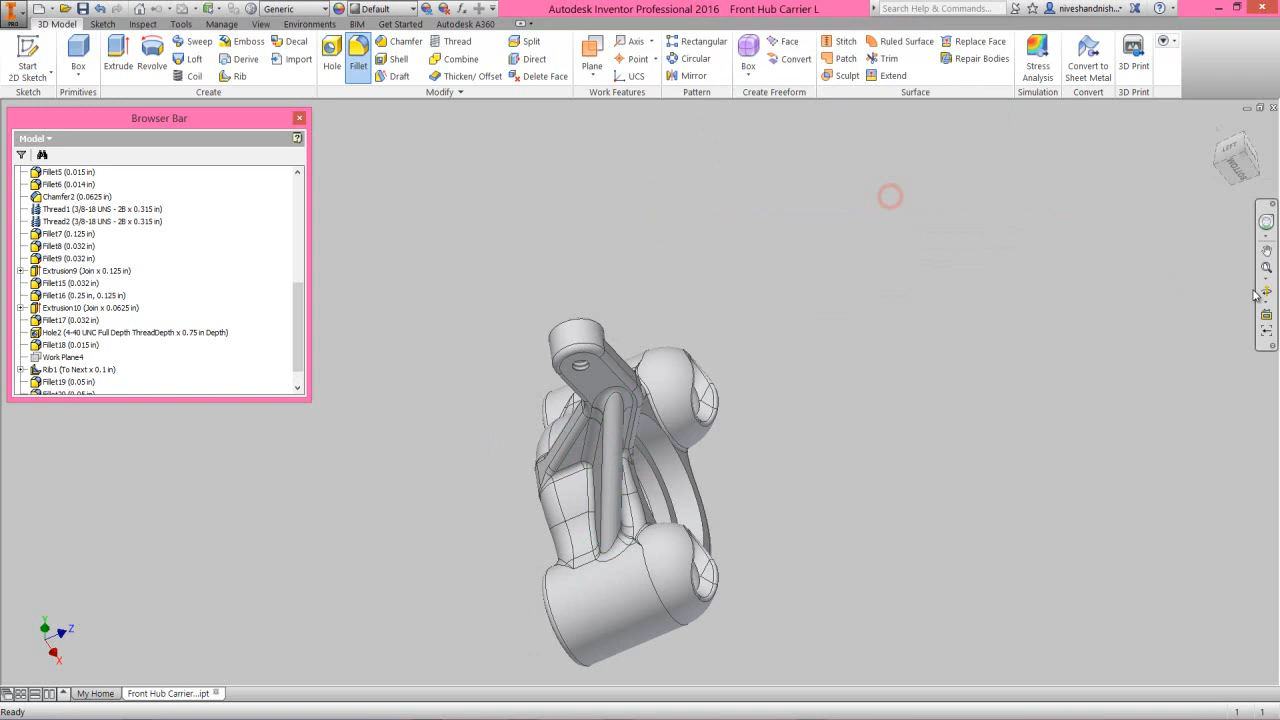 Generic
Default
Autodesk Inventor Professional 2016 Front Hub Carrier L
Search Help & Commands...
niveshandnish...
PRO
3D Model Sketch Inspect Tools Manage View Environments BIM Get Started Autodesk A360
Start
2D Sketch
Box
Extrude
Revolve
Sweep
Loft
Coil
Emboss
Derive
Rib
Decal
Import
Hole
Fillet
Chamfer
Shell
Draft
Thread
Combine
Thicken/ Offset
Split
Direct
Delete Face
Plane
Axis
Point
UCS
Rectangular
Circular
Mirror
Box
Face
Convert
Stitch
Patch
Sculpt
Ruled Surface
Trim
Extend
Replace Face
Repair Bodies
Stress
Analysis
Convert to
Sheet Metal
3D Print
Sketch Primitives Create Modify Work Features Pattern Create Freeform Surface Simulation Convert 3D Print
Browser Bar
Model
Fillet5 (0.015 in)
Fillet6 (0.014 in)
Chamfer2 (0.0625 in)
Thread1 (3/8-18 UNS - 2B x 0.315 in)
Thread2 (3/8-18 UNS - 2B x 0.315 in)
Fillet7 (0.125 in)
Fillet8 (0.032 in)
Fillet9 (0.032 in)
Extrusion9 (Join x 0.125 in)
Fillet15 (0.032 in)
Fillet16 (0.25 in, 0.125 in)
Extrusion10 (Join x 0.0625 in)
Fillet17 (0.032 in)
Hole2 (4-40 UNC Full Depth ThreadDepth x 0.75 in Depth)
Fillet18 (0.015 in)
Work Plane4
Rib1 (To Next x 0.1 in)
Fillet19 (0.05 in)
Fillet20 (0.05 in)
LEFT
BOTTOM
Y
Z
X
My Home
Front Hub Carrier...ipt
Ready
1 1